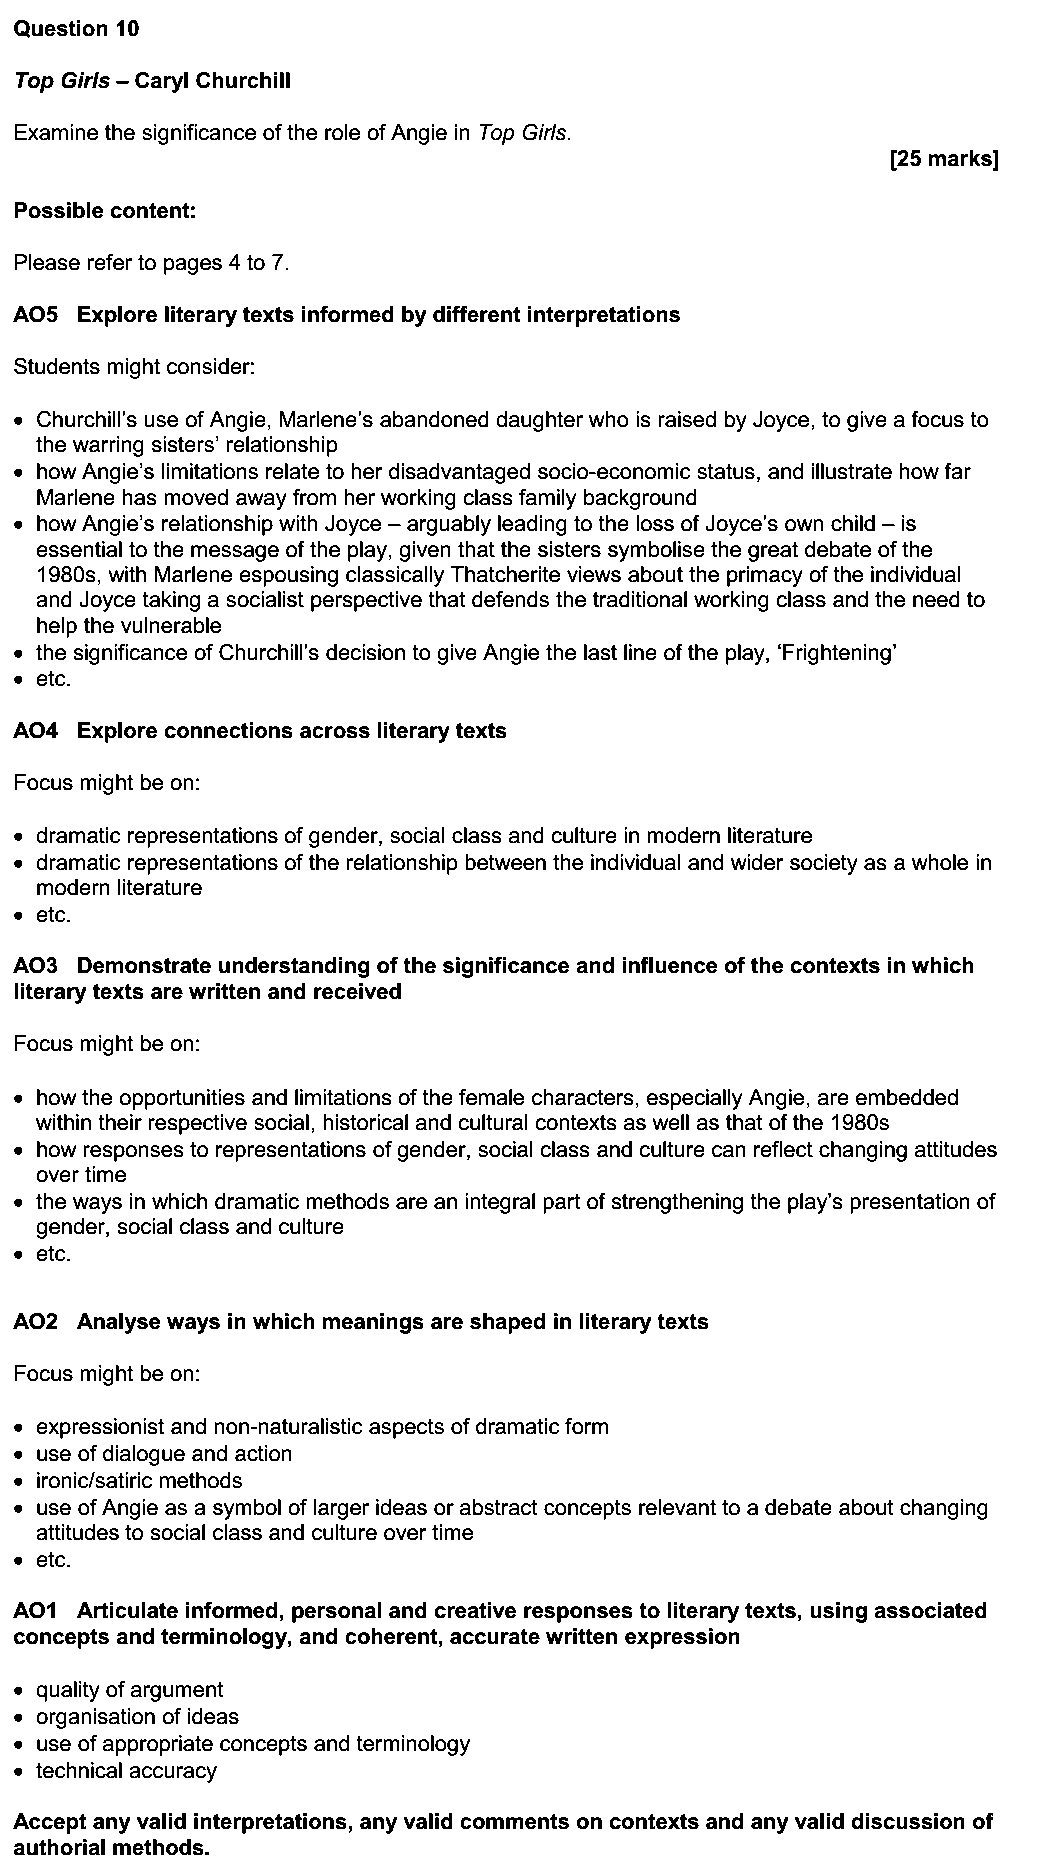 Question 10
Top Girls – Caryl Churchill
Examine the significance of the role of Angie in Top Girls.
[25 marks]
Possible content:
Please refer to pages 4 to 7.
AO5 Explore literary texts informed by different interpretations
Students might consider:
• Churchill's use of Angie, Marlene's abandoned daughter who is raised by Joyce, to give a focus to
the warring sisters' relationship
• how Angie's limitations relate to her disadvantaged socio-economic status, and illustrate how far
Marlene has moved away from her working class family background
• how Angie's relationship with Joyce – arguably leading to the loss of Joyce's own child – is
essential to the message of the play, given that the sisters symbolise the great debate of the
1980s, with Marlene espousing classically Thatcherite views about the primacy of the individual
and Joyce taking a socialist perspective that defends the traditional working class and the need to
help the vulnerable
• the significance of Churchill's decision to give Angie the last line of the play, 'Frightening'
• etc.
AO4 Explore connections across literary texts
Focus might be on:
• dramatic representations of gender, social class and culture in modern literature
• dramatic representations of the relationship between the individual and wider society as a whole in
modern literature
• etc.
AO3 Demonstrate understanding of the significance and influence of the contexts in which
literary texts are written and received
Focus might be on:
• how the opportunities and limitations of the female characters, especially Angie, are embedded
within their respective social, historical and cultural contexts as well as that of the 1980s
• how responses to representations of gender, social class and culture can reflect changing attitudes
over time
• the ways in which dramatic methods are an integral part of strengthening the play's presentation of
gender, social class and culture
• etc.
AO2 Analyse ways in which meanings are shaped in literary texts
Focus might be on:
• expressionist and non-naturalistic aspects of dramatic form
• use of dialogue and action
• ironic/satiric methods
• use of Angie as a symbol of larger ideas or abstract concepts relevant to a debate about changing
attitudes to social class and culture over time
• etc.
AO1 Articulate informed, personal and creative responses to literary texts, using associated
concepts and terminology, and coherent, accurate written expression
• quality of argument
• organisation of ideas
• use of appropriate concepts and terminology
• technical accuracy
Accept any valid interpretations, any valid comments on contexts and any valid discussion of
authorial methods.